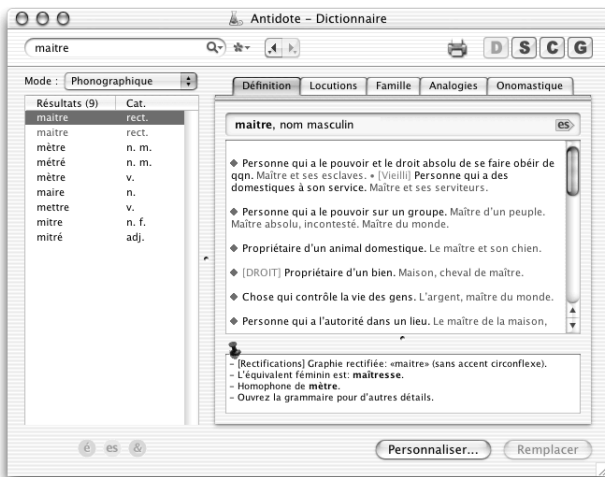 Antidote – Dictionnaire
maitre
D S C G
Mode : Phonographique
Définition Locutions Famille Analogies Onomastique
Résultats (9) Cat.
maitre rect.
maitre rect.
mètre n. m.
métré n. m.
mètre v.
maire n.
mettre v.
mitre n. f.
mitré adj.
maitre, nom masculin es
◆ Personne qui a le pouvoir et le droit absolu de se faire obéir de
qqn. Maître et ses esclaves. • [Vieilli] Personne qui a des
domestiques à son service. Maître et ses serviteurs.
◆ Personne qui a le pouvoir sur un groupe. Maître d'un peuple.
Maître absolu, incontesté. Maître du monde.
◆ Propriétaire d'un animal domestique. Le maître et son chien.
◆ [DROIT] Propriétaire d'un bien. Maison, cheval de maître.
◆ Chose qui contrôle la vie des gens. L'argent, maître du monde.
◆ Personne qui a l'autorité dans un lieu. Le maître de la maison,
– [Rectifications] Graphie rectifiée: «maitre» (sans accent circonflexe).
– L'équivalent féminin est: maîtresse.
– Homophone de mètre.
– Ouvrez la grammaire pour d'autres détails.
é es &
Personnaliser... Remplacer